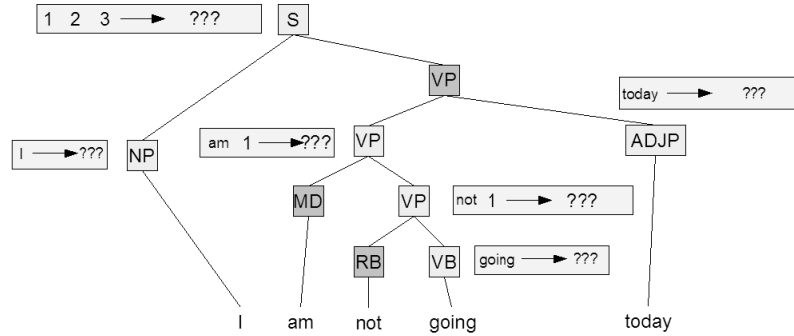 1 2 3 → ??? S
VP
today → ???
I → ??? NP am 1 → ??? VP ADJP
MD VP not 1 → ???
RB VB going → ???
I am not going today